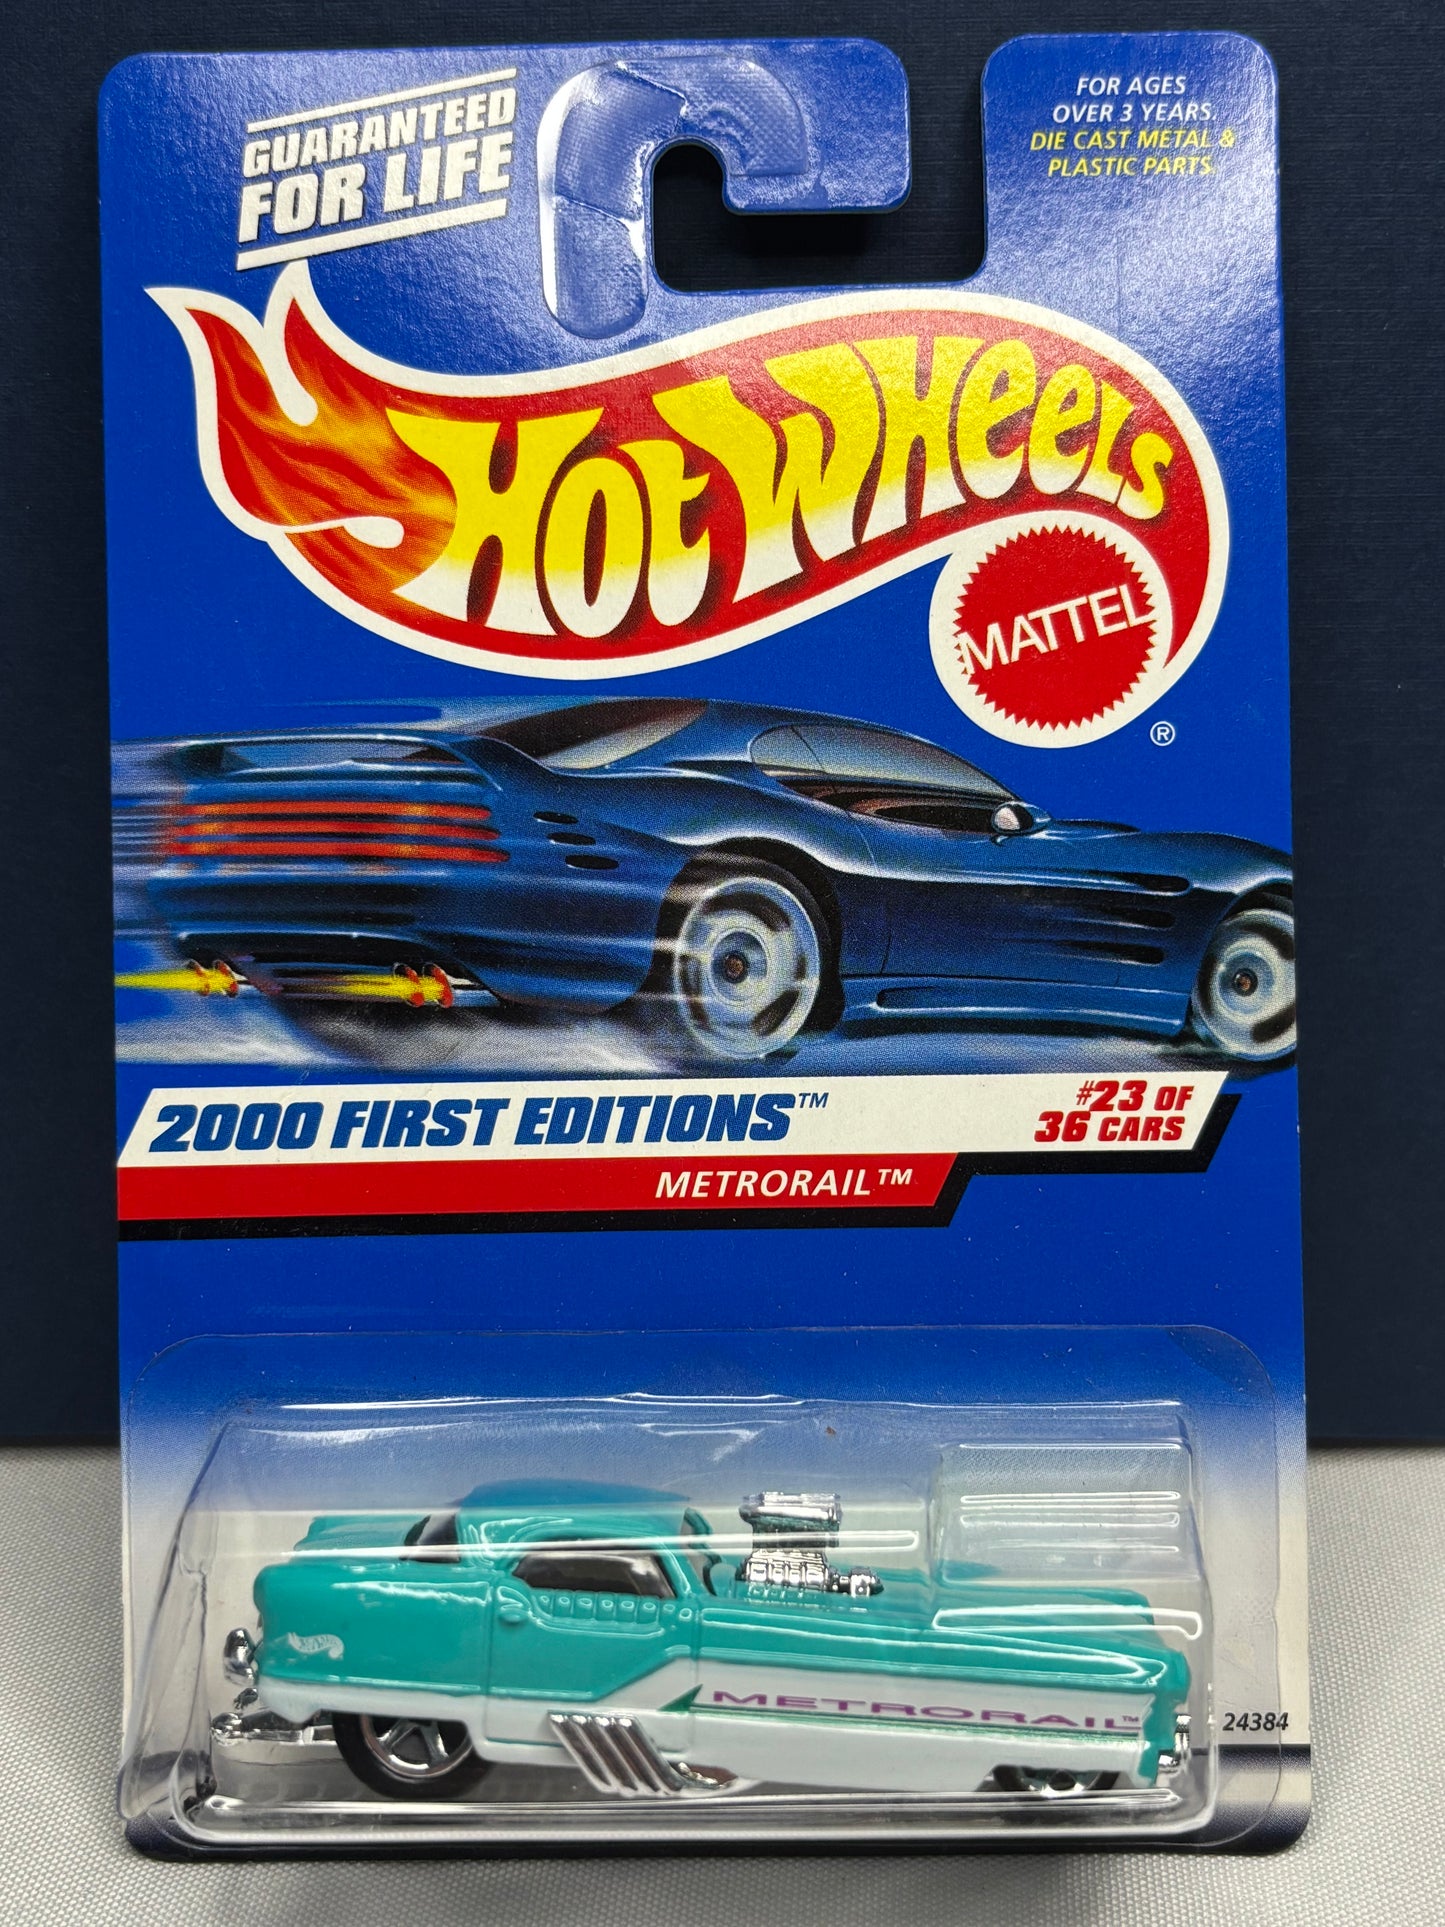 GUARANTEED
FOR LIFE
FOR AGES
OVER 3 YEARS.
DIE CAST METAL &
PLASTIC PARTS.
HOT WHEELS
MATTEL
®
2000 FIRST EDITIONS™
#23 OF
36 CARS
METRORAIL™
METRORAIL™
24384